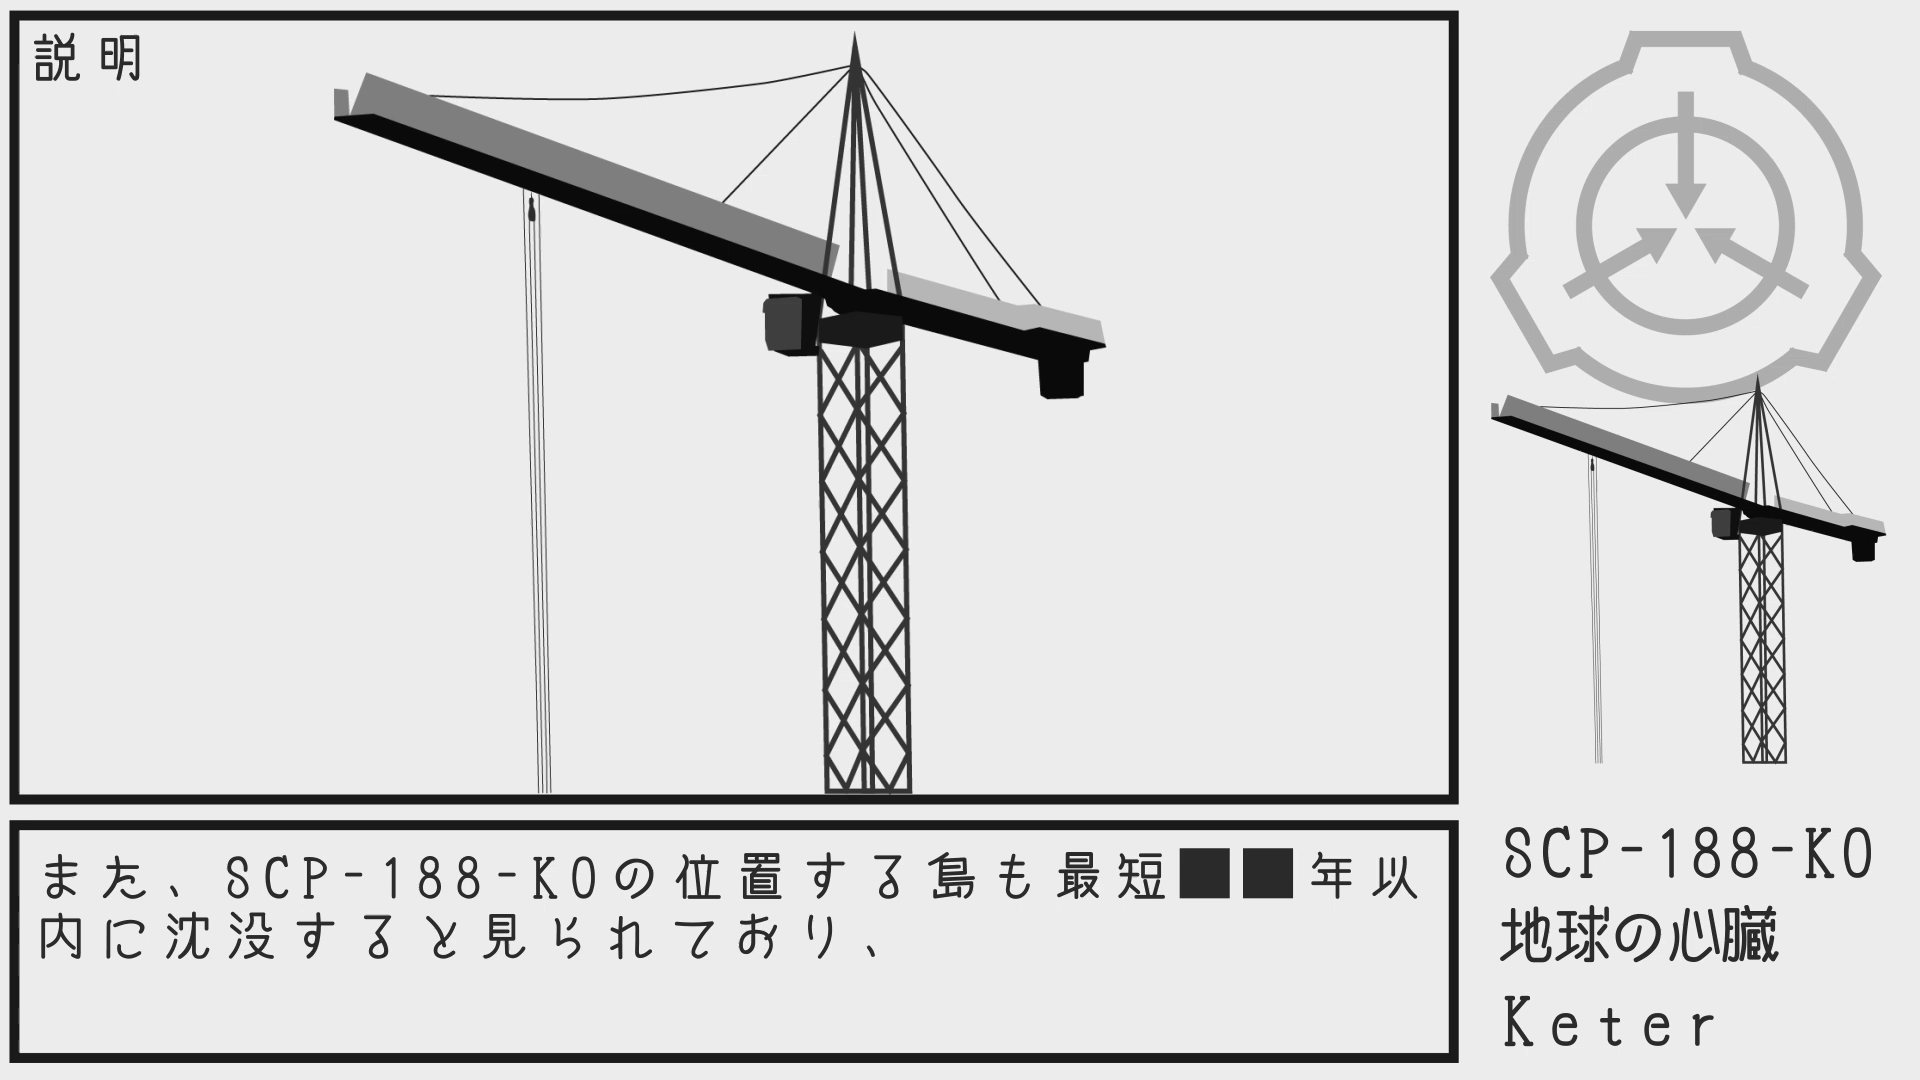 説明
また、SCP-188-KOの位置する島も最短██年以
内に沈没すると見られており、
SCP-188-KO
地球の心臓
Keter